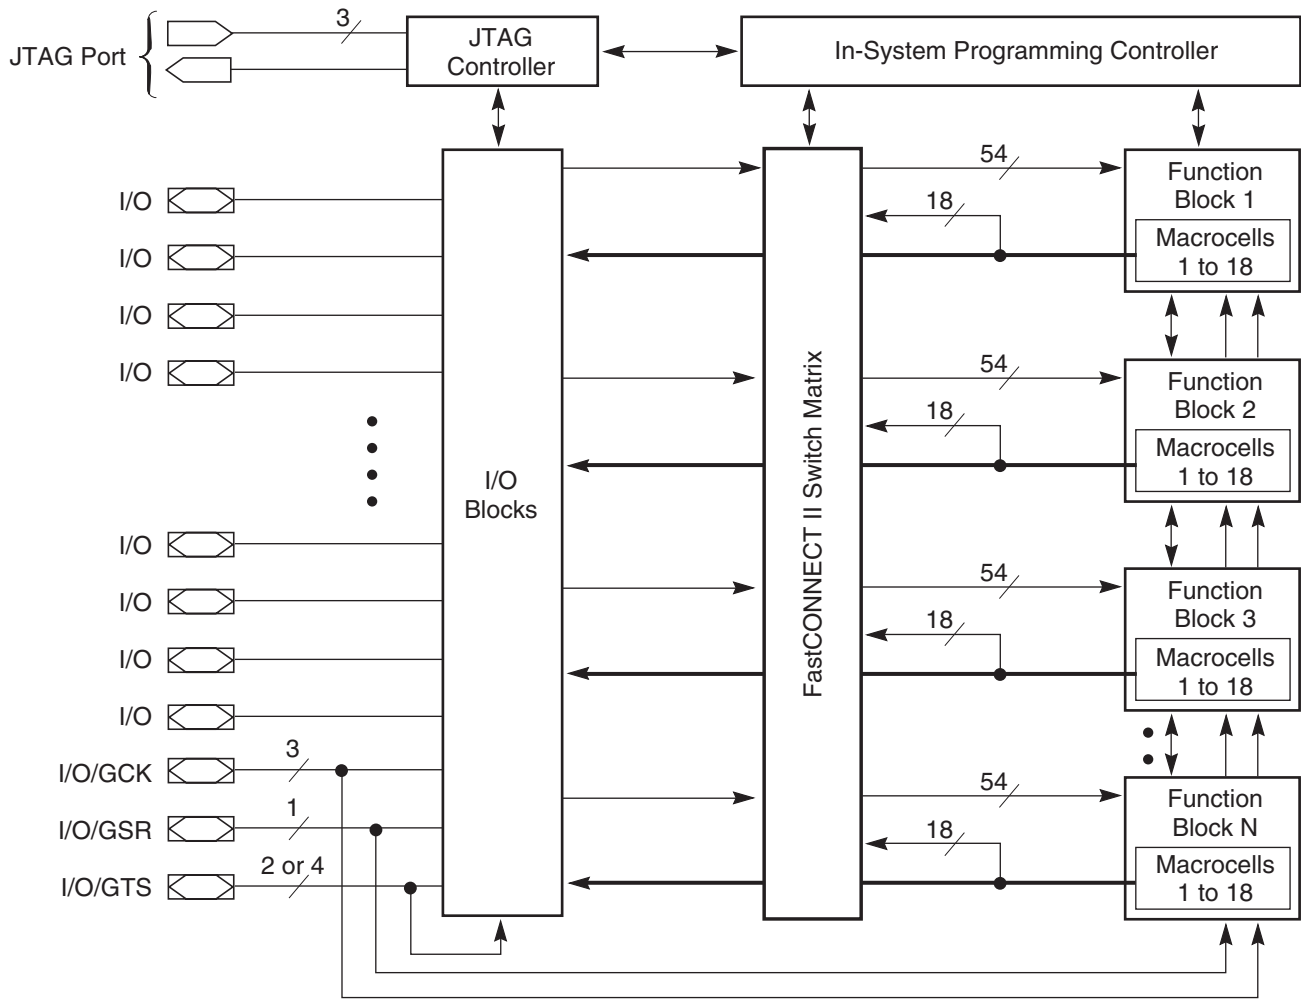 JTAG Port
3
JTAG
Controller
In-System Programming Controller
54
Function
Block 1
18
Macrocells
1 to 18
I/O
I/O
I/O
I/O
54
Function
Block 2
18
Macrocells
1 to 18
I/O
Blocks
FastCONNECT II Switch Matrix
I/O
I/O
I/O
I/O
54
Function
Block 3
18
Macrocells
1 to 18
I/O/GCK
3
I/O/GSR
1
I/O/GTS
2 or 4
54
Function
Block N
18
Macrocells
1 to 18